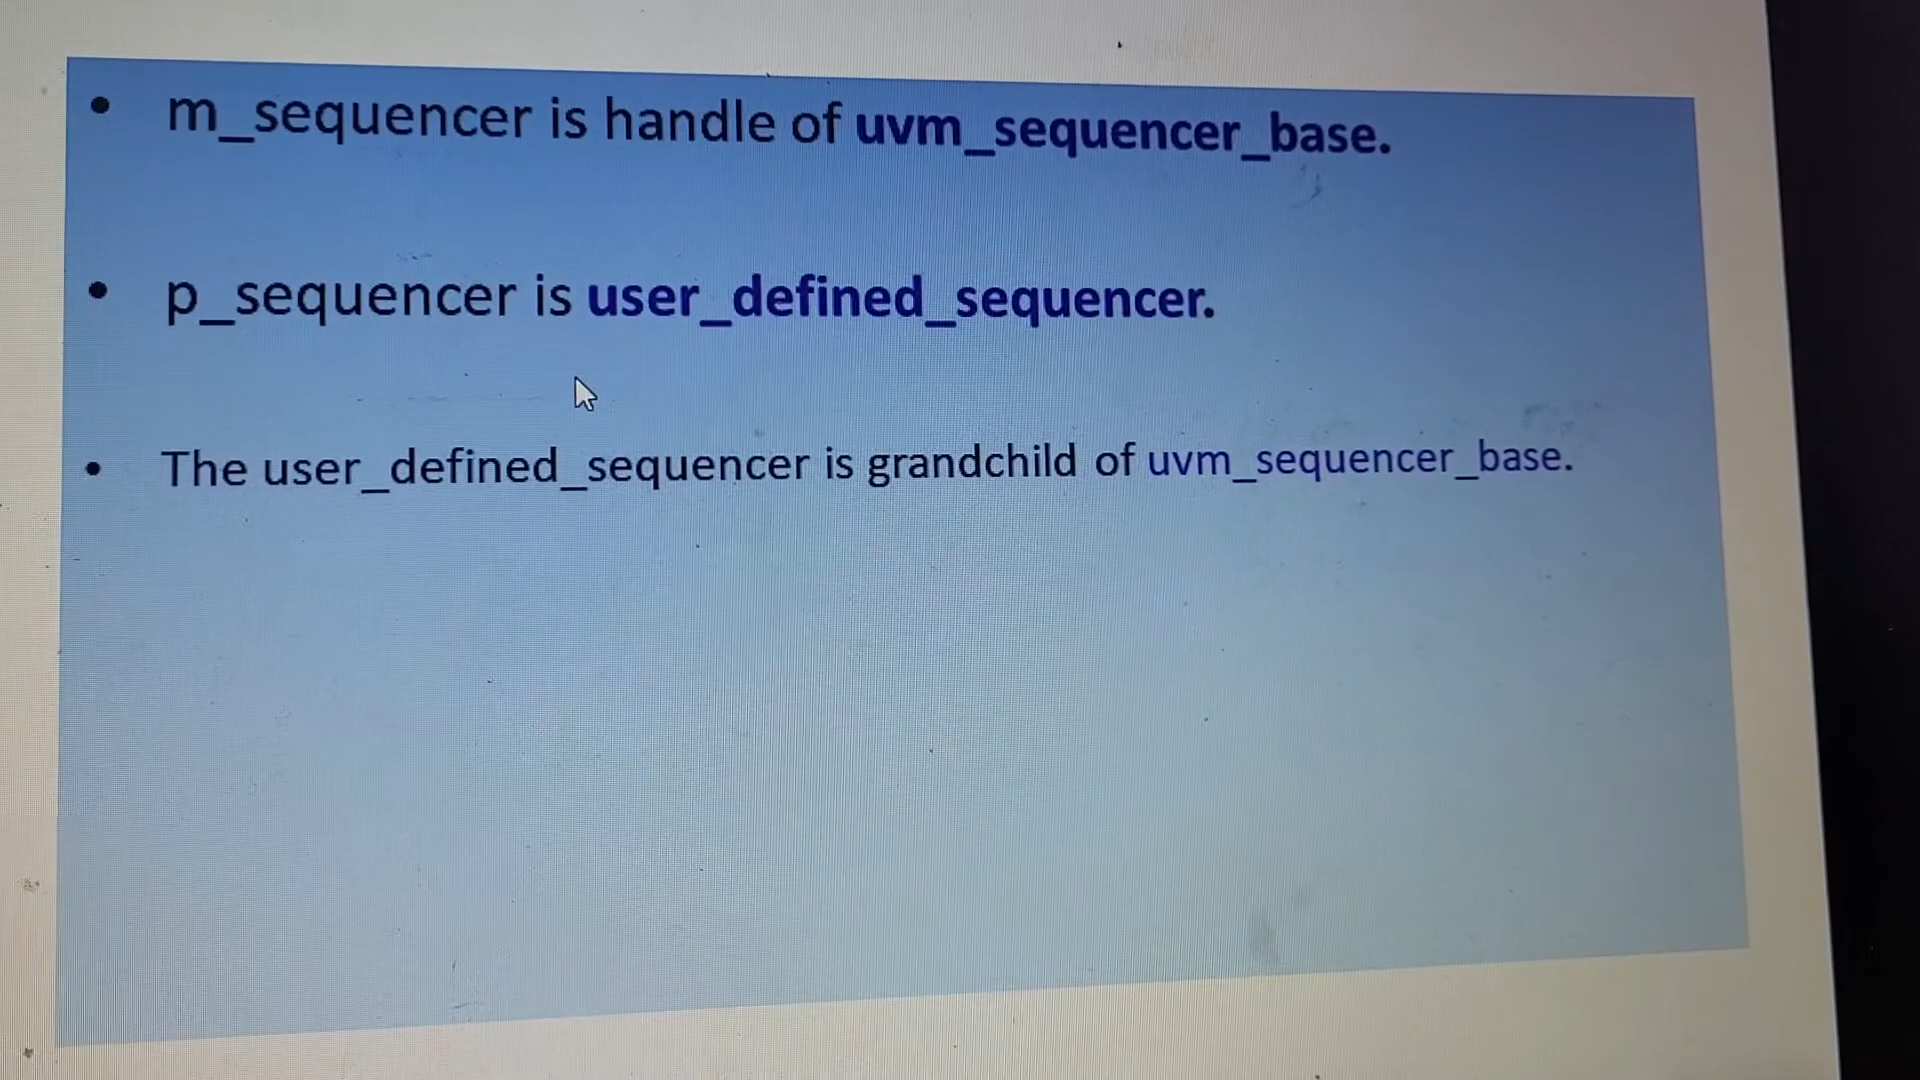 • m_sequencer is handle of uvm_sequencer_base.
• p_sequencer is user_defined_sequencer.
• The user_defined_sequencer is grandchild of uvm_sequencer_base.